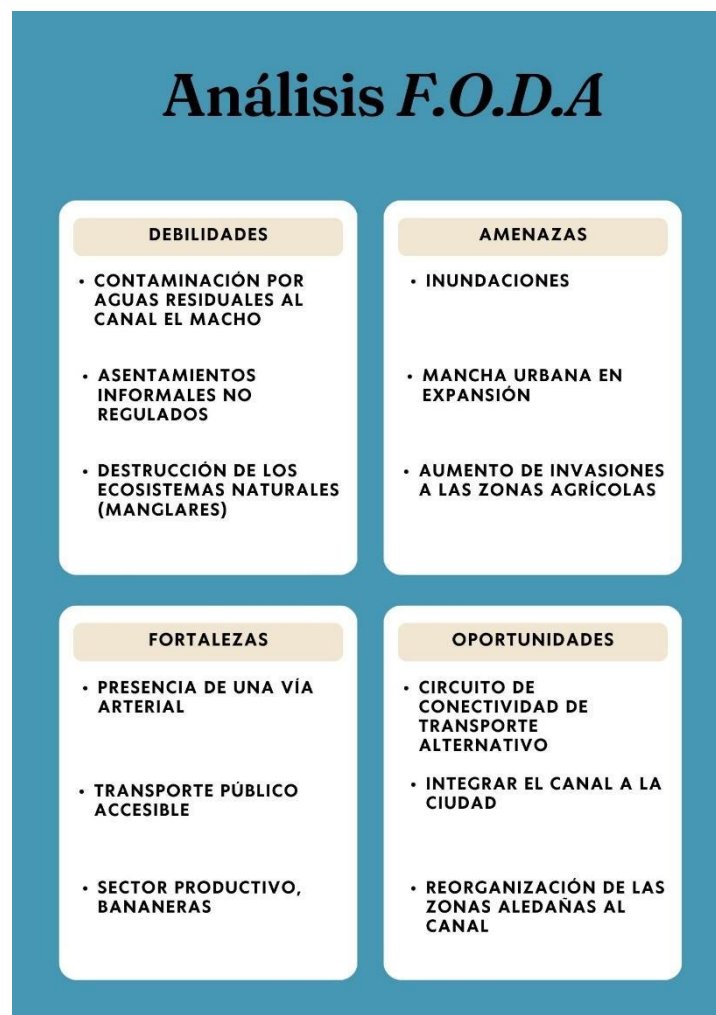 Análisis F.O.D.A
DEBILIDADES
• CONTAMINACIÓN POR
AGUAS RESIDUALES AL
CANAL EL MACHO
• ASENTAMIENTOS
INFORMALES NO
REGULADOS
• DESTRUCCIÓN DE LOS
ECOSISTEMAS NATURALES
(MANGLARES)
AMENAZAS
• INUNDACIONES
• MANCHA URBANA EN
EXPANSIÓN
• AUMENTO DE INVASIONES
A LAS ZONAS AGRÍCOLAS
FORTALEZAS
• PRESENCIA DE UNA VÍA
ARTERIAL
• TRANSPORTE PÚBLICO
ACCESIBLE
• SECTOR PRODUCTIVO,
BANANERAS
OPORTUNIDADES
• CIRCUITO DE
CONECTIVIDAD DE
TRANSPORTE
ALTERNATIVO
• INTEGRAR EL CANAL A LA
CIUDAD
• REORGANIZACIÓN DE LAS
ZONAS ALEDAÑAS AL
CANAL